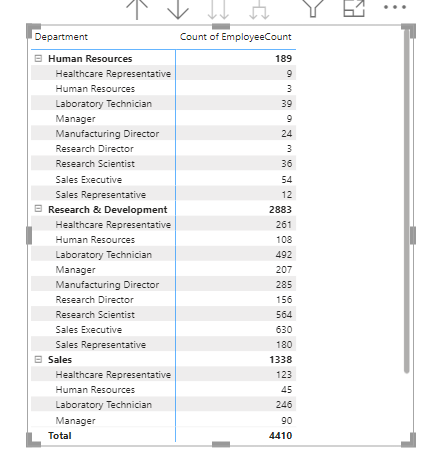 Department Count of EmployeeCount
Human Resources 189
Healthcare Representative 9
Human Resources 3
Laboratory Technician 39
Manager 9
Manufacturing Director 24
Research Director 3
Research Scientist 36
Sales Executive 54
Sales Representative 12
Research & Development 2883
Healthcare Representative 261
Human Resources 108
Laboratory Technician 492
Manager 207
Manufacturing Director 285
Research Director 156
Research Scientist 564
Sales Executive 630
Sales Representative 180
Sales 1338
Healthcare Representative 123
Human Resources 45
Laboratory Technician 246
Manager 90
Total 4410